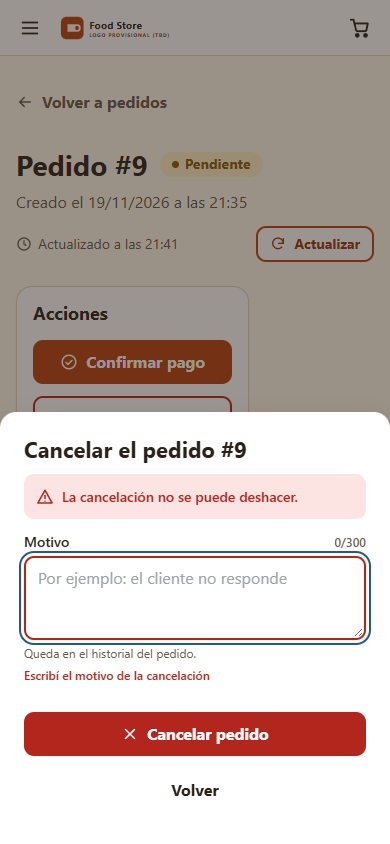 Food Store
LOGO PROVISIONAL (TBD)
Volver a pedidos
Pedido #9
Pendiente
Creado el 19/11/2026 a las 21:35
Actualizado a las 21:41
Actualizar
Acciones
Confirmar pago
Cancelar el pedido #9
La cancelación no se puede deshacer.
Motivo
0/300
Por ejemplo: el cliente no responde
Queda en el historial del pedido.
Escribí el motivo de la cancelación
Cancelar pedido
Volver